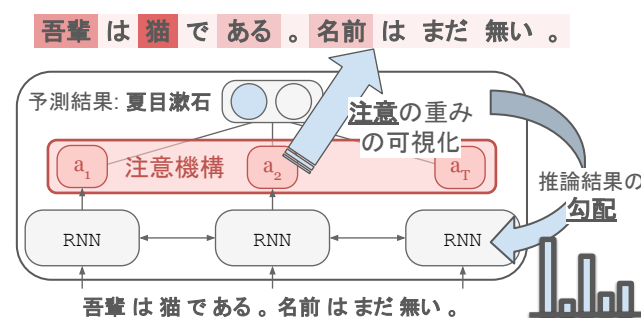 吾輩 は 猫 で ある 。 名前 は まだ 無い 。
予測結果: 夏目漱石
注意の重み
の可視化
a1 注意機構 a2 aT
推論結果の
勾配
RNN RNN RNN
吾輩 は 猫 で ある 。 名前 は まだ 無い 。